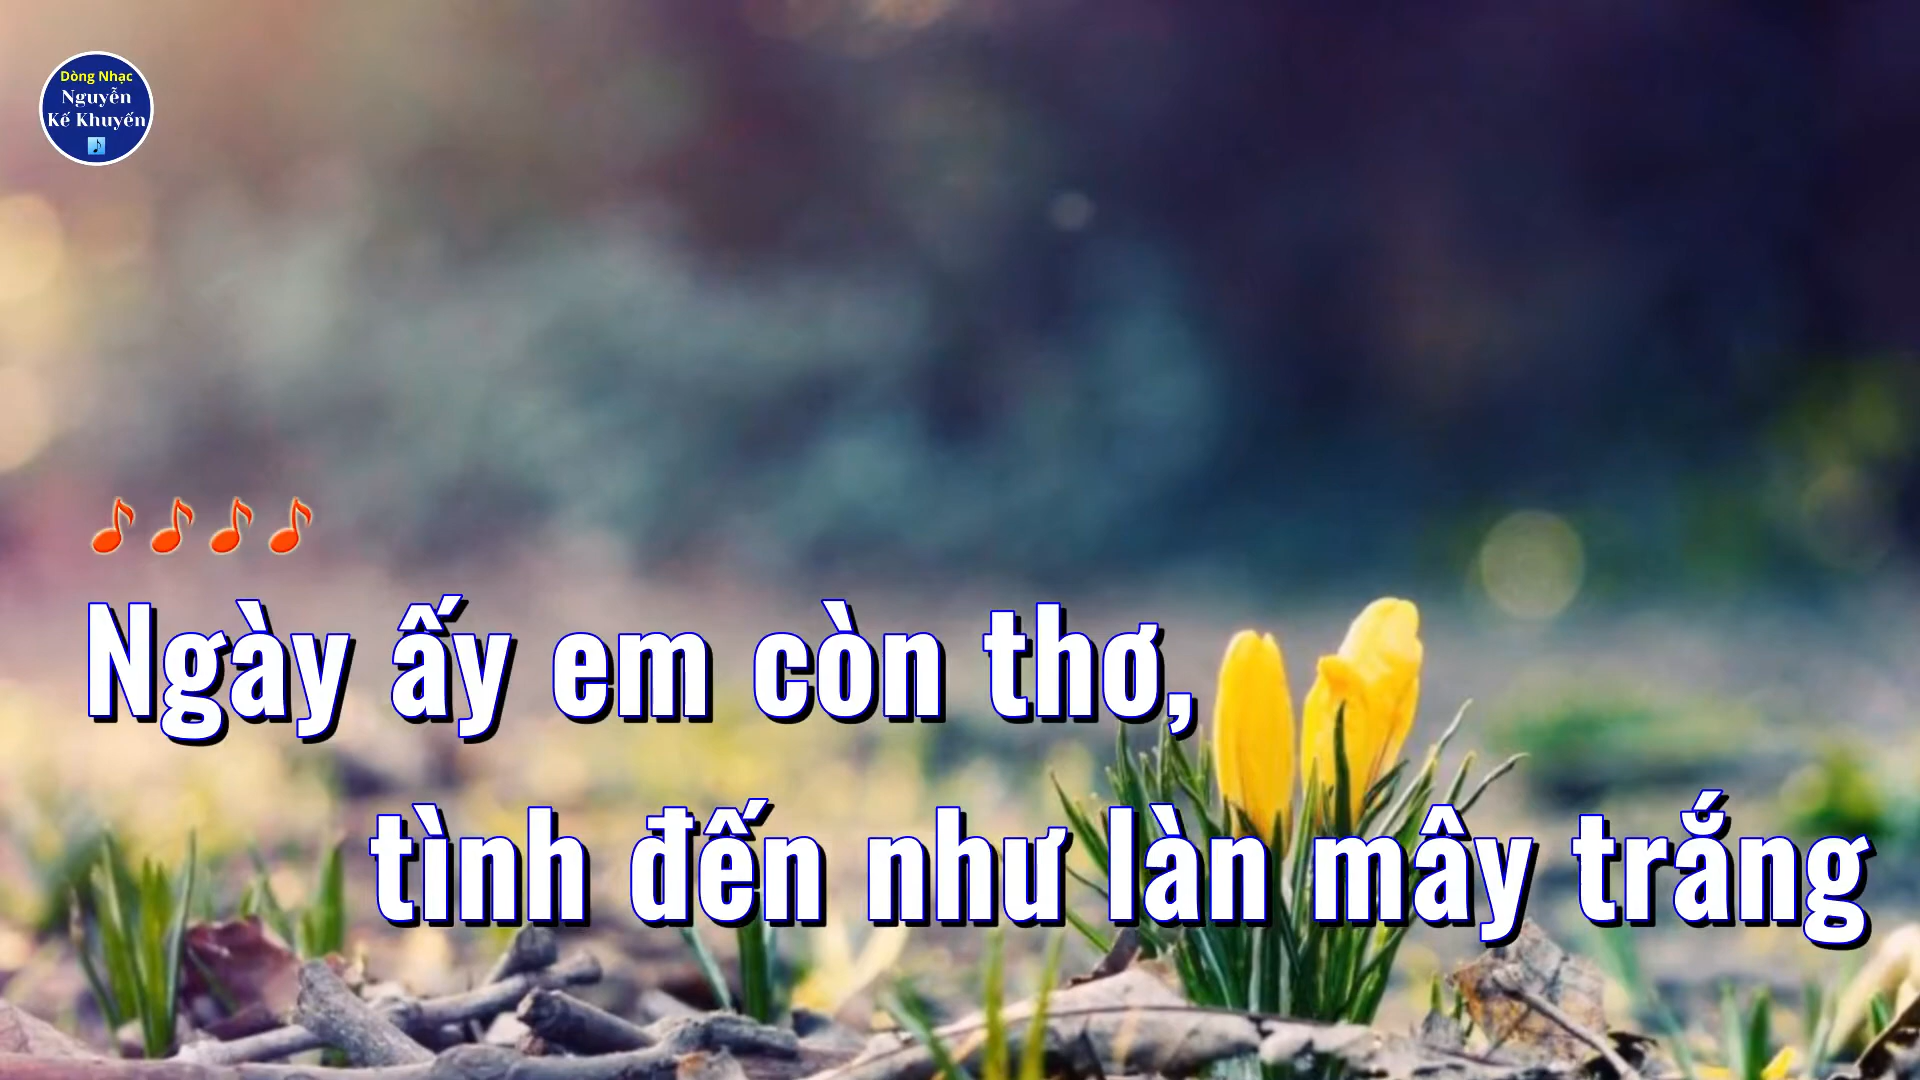 Dòng Nhạc
Nguyễn
Kế Khuyến
Ngày ấy em còn thơ,
tình đến như làn mây trắng